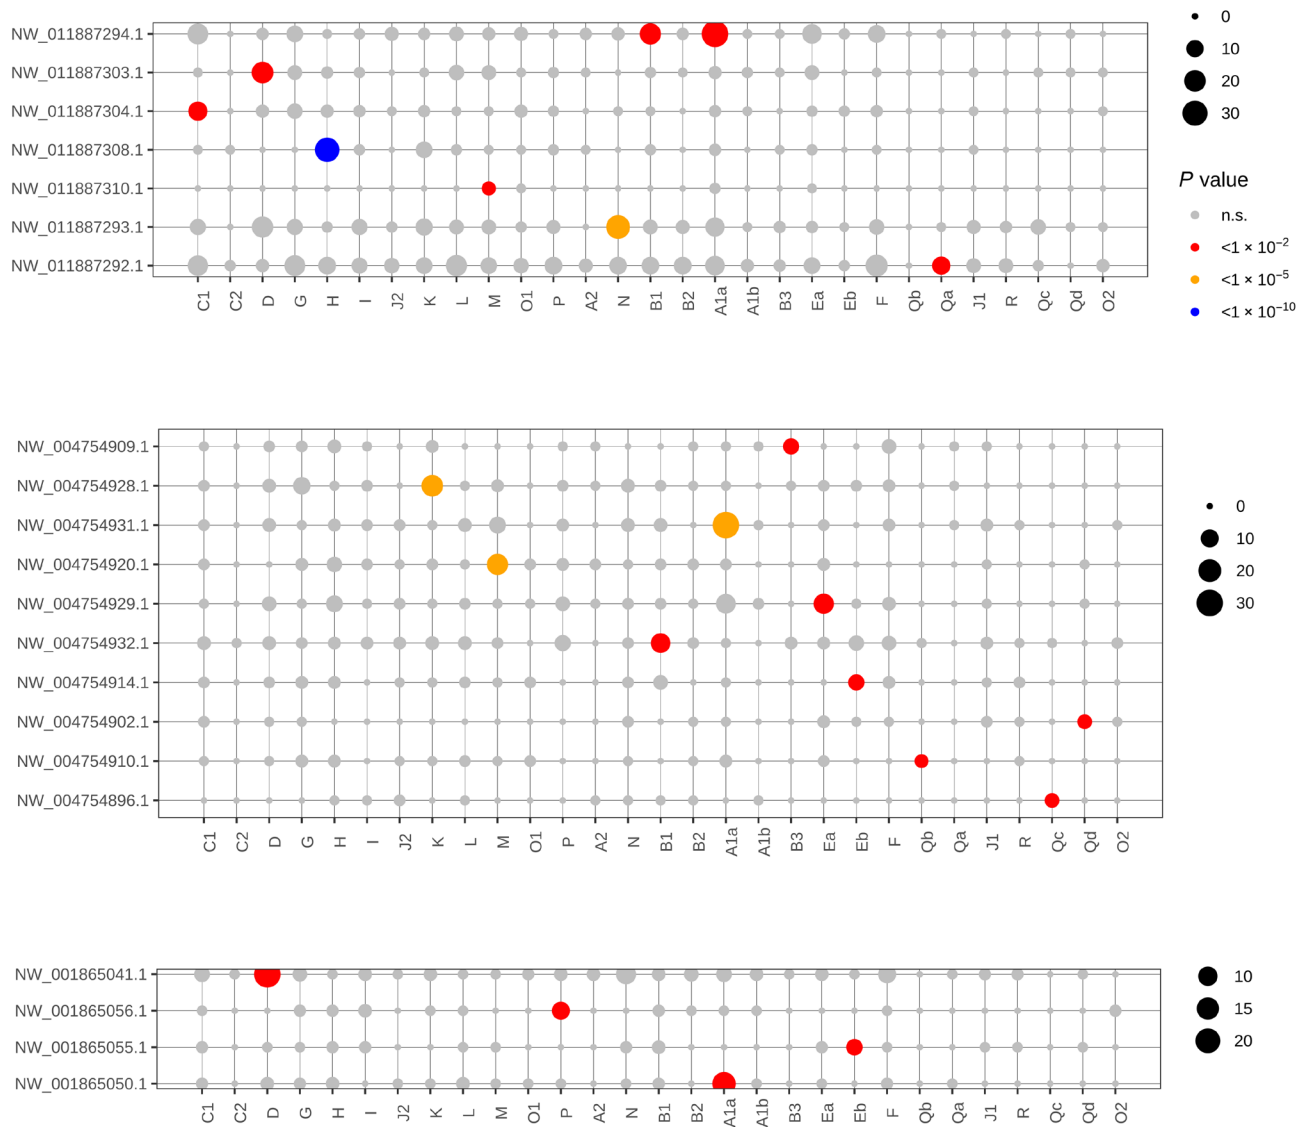 NW_011887294.1
NW_011887303.1
NW_011887304.1
NW_011887308.1
NW_011887310.1
NW_011887293.1
NW_011887292.1
C1 C2 D G H I J2 K L M O1 P A2 N B1 B2 A1a A1b B3 Ea Eb F Qb Qa J1 R Qc Qd O2
0
10
20
30
P value
n.s.
<1 × 10⁻²
<1 × 10⁻⁵
<1 × 10⁻¹⁰
NW_004754909.1
NW_004754928.1
NW_004754931.1
NW_004754920.1
NW_004754929.1
NW_004754932.1
NW_004754914.1
NW_004754902.1
NW_004754910.1
NW_004754896.1
C1 C2 D G H I J2 K L M O1 P A2 N B1 B2 A1a A1b B3 Ea Eb F Qb Qa J1 R Qc Qd O2
0
10
20
30
NW_001865041.1
NW_001865056.1
NW_001865055.1
NW_001865050.1
C1 C2 D G H I J2 K L M O1 P A2 N B1 B2 A1a A1b B3 Ea Eb F Qb Qa J1 R Qc Qd O2
10
15
20